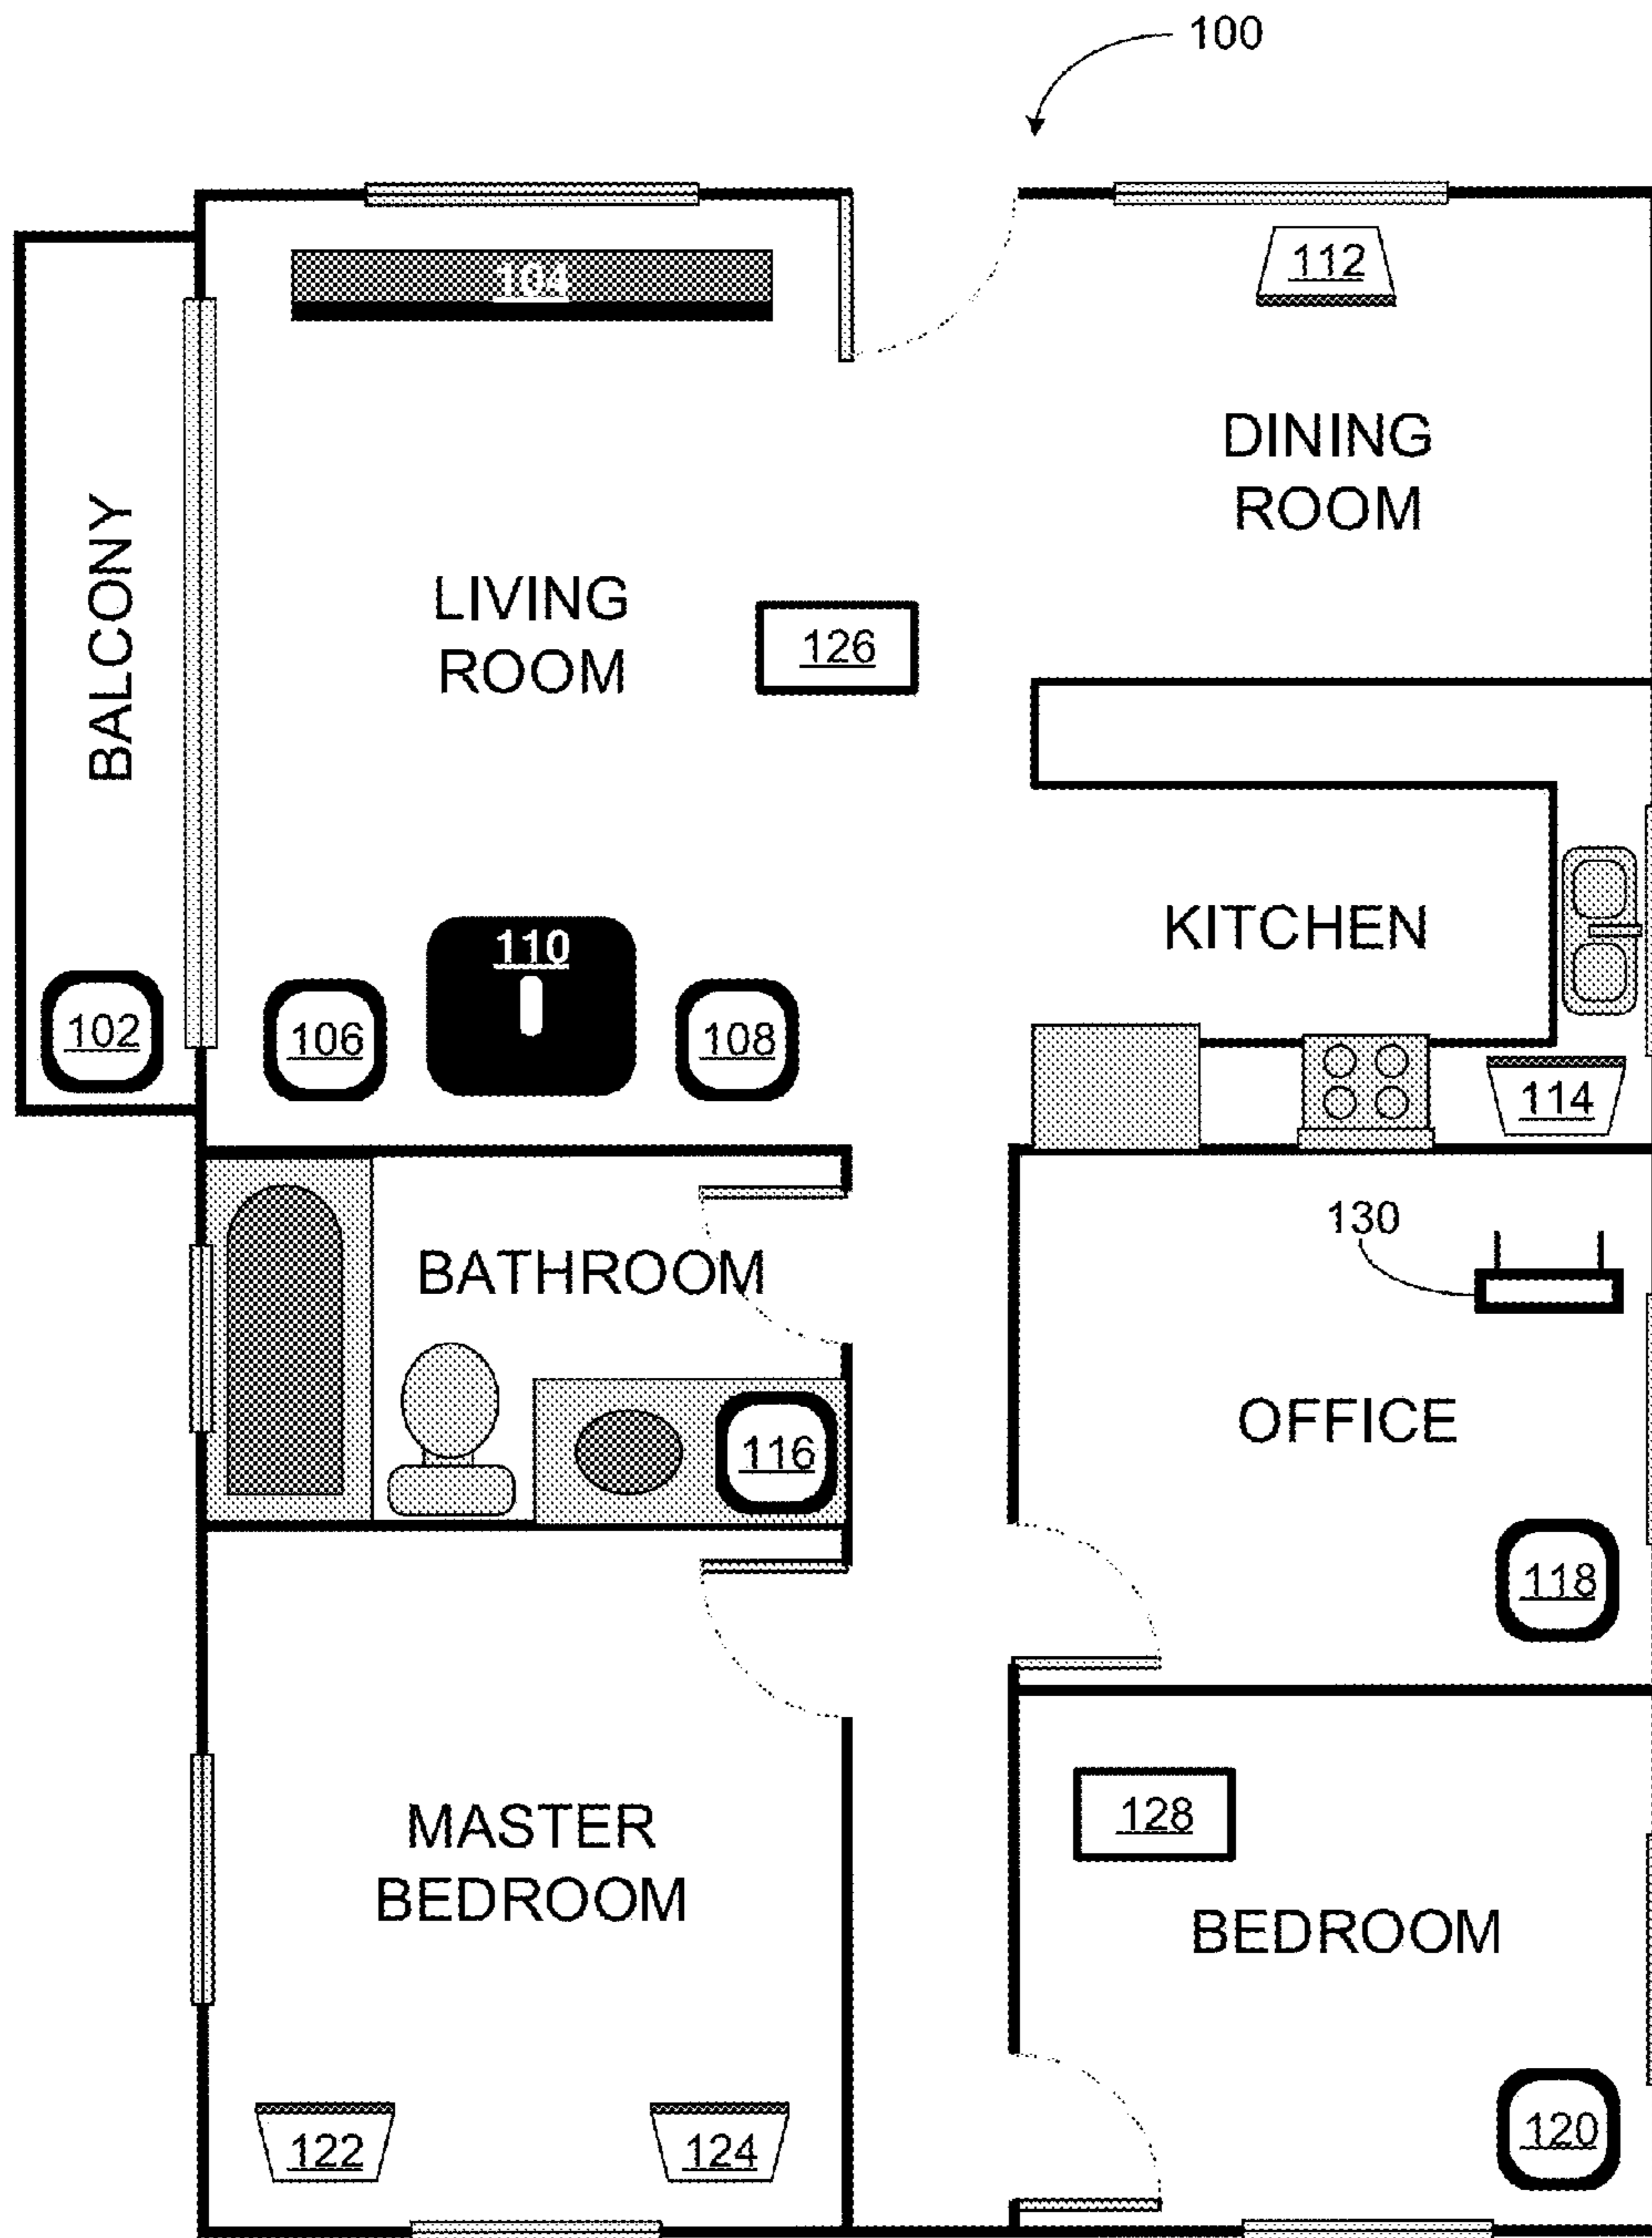 100
104
112
DINING
ROOM
BALCONY
LIVING
ROOM
126
KITCHEN
110
102
106
108
114
130
BATHROOM
OFFICE
116
118
128
MASTER
BEDROOM
BEDROOM
122
124
120